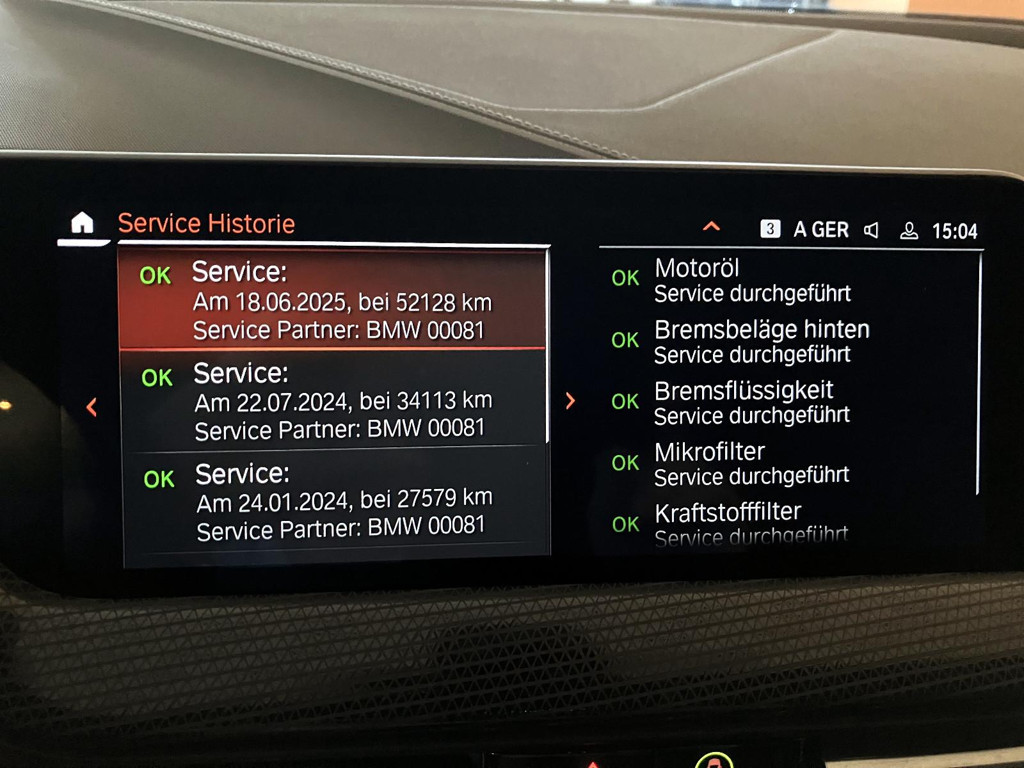 Service Historie
3 A GER 15:04
OK Service:
Am 18.06.2025, bei 52128 km
Service Partner: BMW 00081
OK Service:
Am 22.07.2024, bei 34113 km
Service Partner: BMW 00081
OK Service:
Am 24.01.2024, bei 27579 km
Service Partner: BMW 00081
OK Motoröl
Service durchgeführt
OK Bremsbeläge hinten
Service durchgeführt
OK Bremsflüssigkeit
Service durchgeführt
OK Mikrofilter
Service durchgeführt
OK Kraftstofffilter
Service durchgeführt